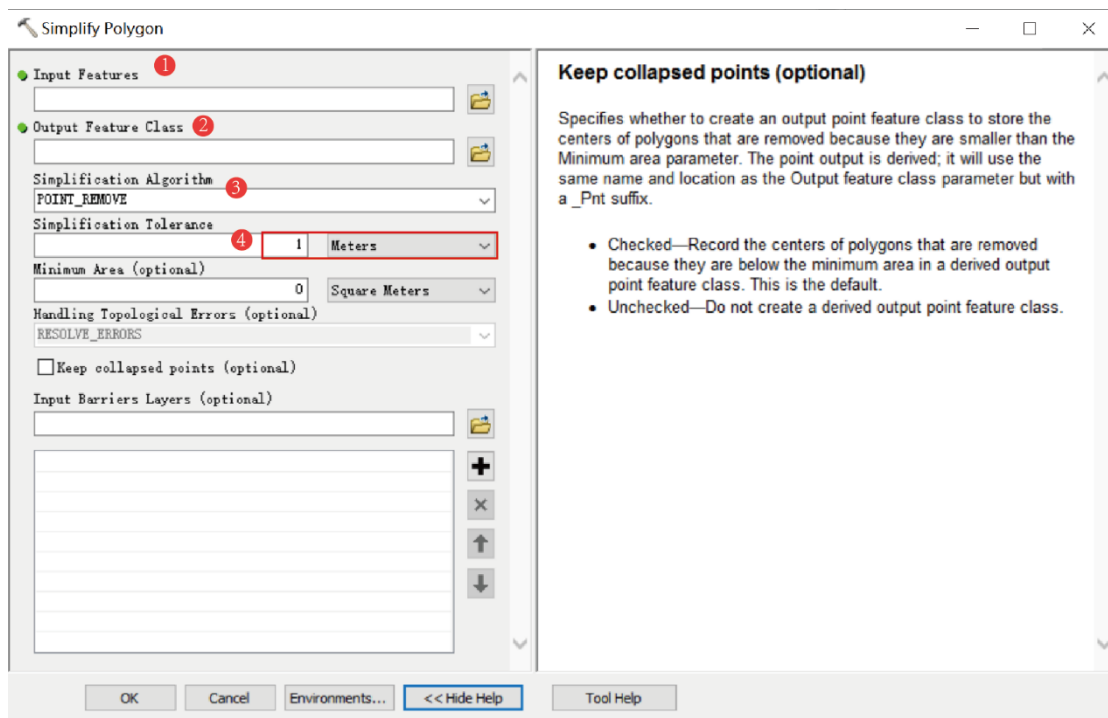 Simplify Polygon
Input Features 1
Output Feature Class 2
Simplification Algorithm 3
POINT_REMOVE
Simplification Tolerance
4 1 Meters
Minimum Area (optional)
0 Square Meters
Handling Topological Errors (optional)
RESOLVE_ERRORS
Keep collapsed points (optional)
Input Barriers Layers (optional)
OK Cancel Environments... << Hide Help Tool Help
Keep collapsed points (optional)
Specifies whether to create an output point feature class to store the
centers of polygons that are removed because they are smaller than the
Minimum area parameter. The point output is derived; it will use the
same name and location as the Output feature class parameter but with
a _Pnt suffix.
• Checked—Record the centers of polygons that are removed
because they are below the minimum area in a derived output
point feature class. This is the default.
• Unchecked—Do not create a derived output point feature class.